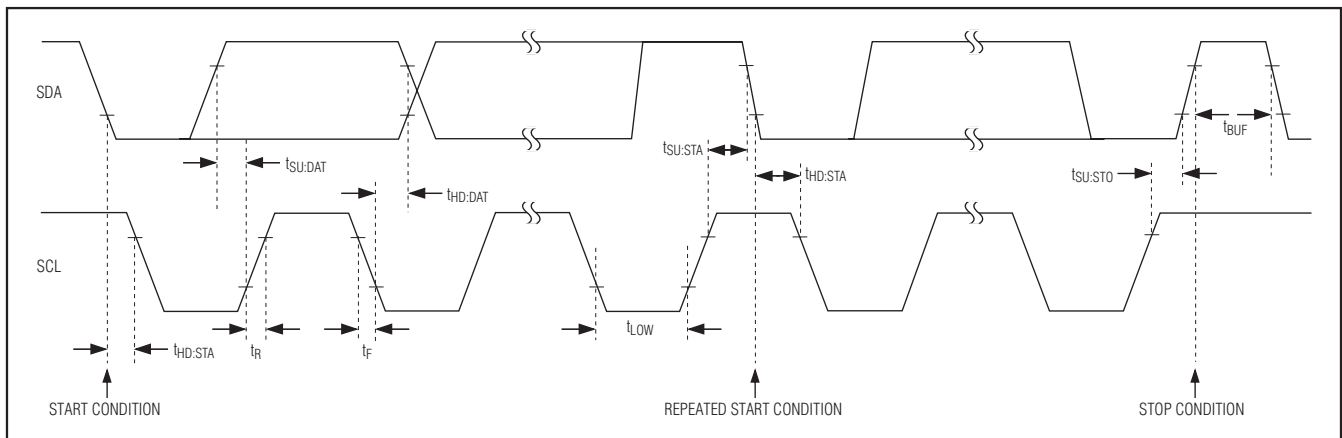 SDA
tSU:DAT
tHD:DAT
tSU:STA
tHD:STA
tSU:STO
tBUF
SCL
tHD:STA
tR
tF
tLOW
START CONDITION
REPEATED START CONDITION
STOP CONDITION